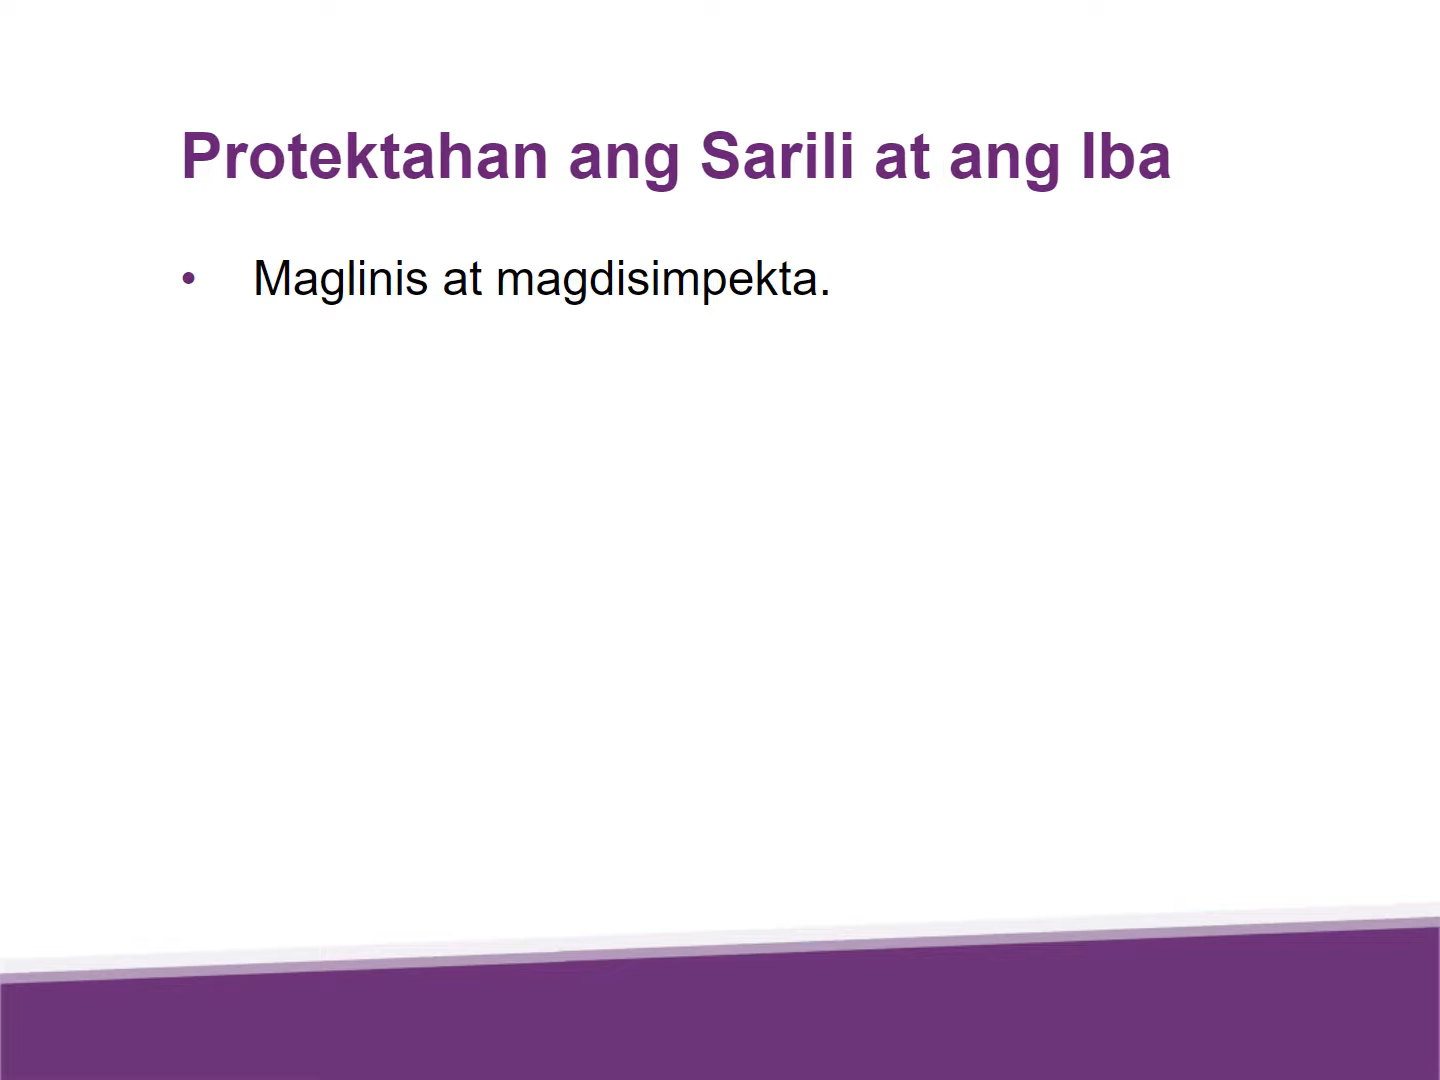 Protektahan ang Sarili at ang Iba
• Maglinis at magdisimpekta.